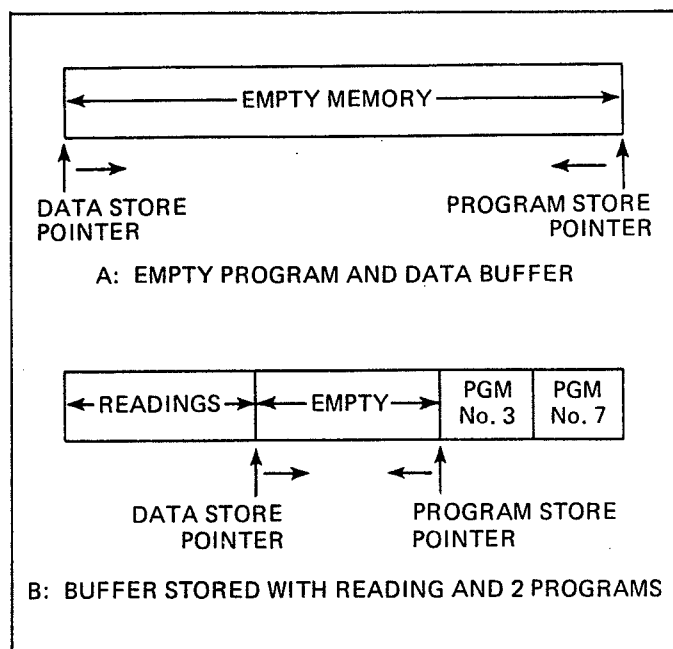 EMPTY MEMORY
DATA STORE
POINTER
PROGRAM STORE
POINTER
A: EMPTY PROGRAM AND DATA BUFFER
READINGS
EMPTY
PGM
No. 3
PGM
No. 7
DATA STORE
POINTER
PROGRAM STORE
POINTER
B: BUFFER STORED WITH READING AND 2 PROGRAMS